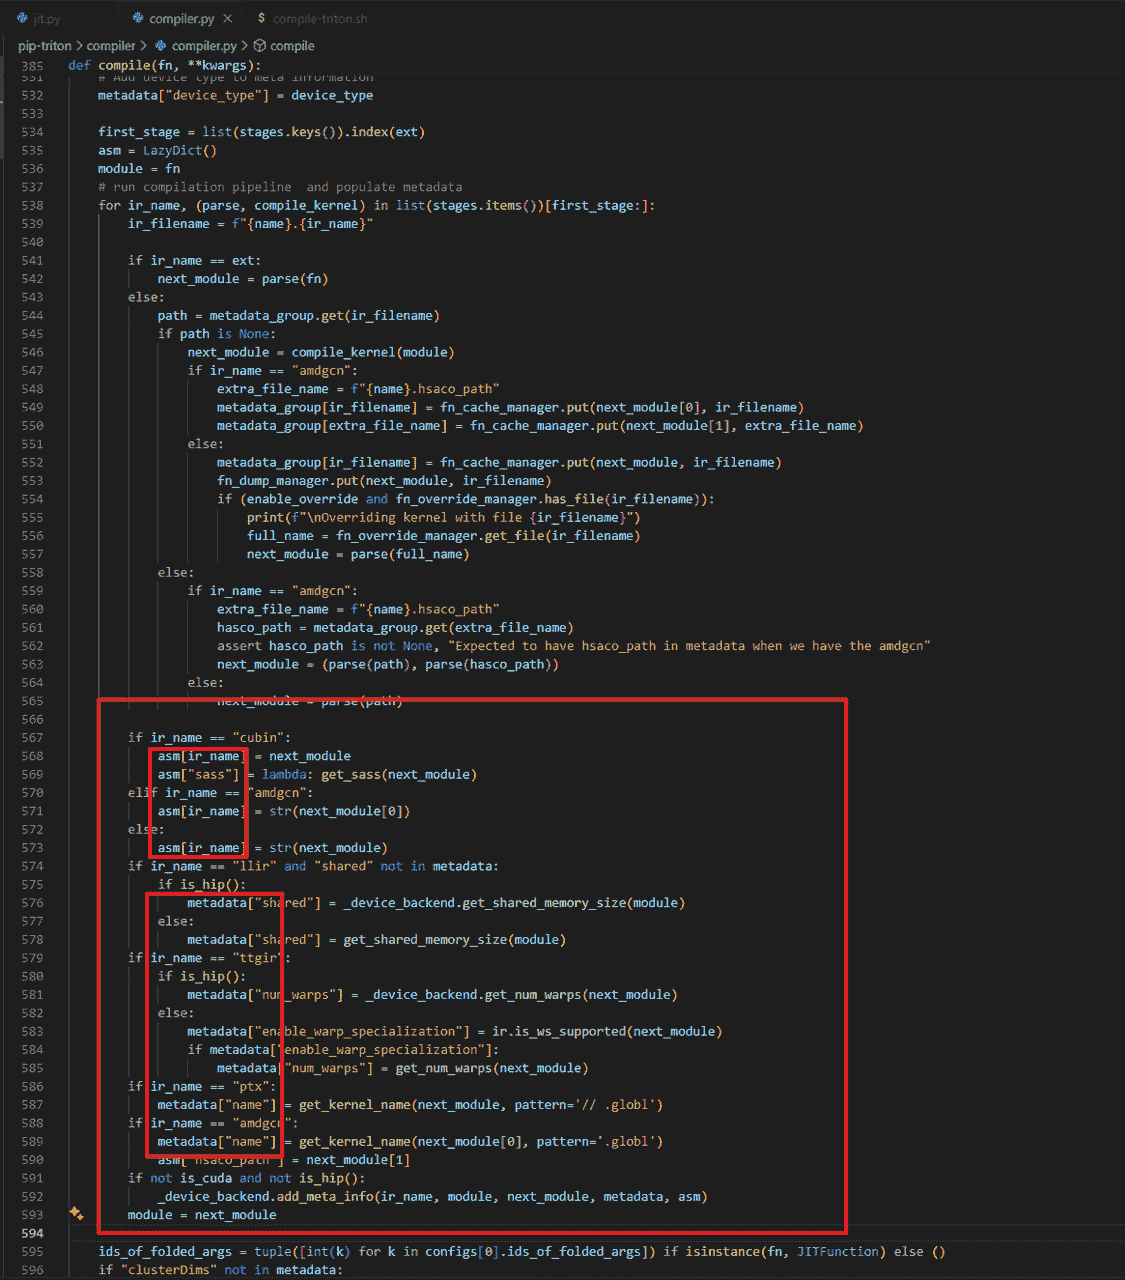 jit.py
compiler.py ×
$ compile-triton.sh
pip-triton > compiler > compiler.py > compile
385 def compile(fn, **kwargs):
531 # Add device type to meta information
532 metadata["device_type"] = device_type
533
534 first_stage = list(stages.keys()).index(ext)
535 asm = LazyDict()
536 module = fn
537 # run compilation pipeline  and populate metadata
538 for ir_name, (parse, compile_kernel) in list(stages.items())[first_stage:]:
539 ir_filename = f"{name}.{ir_name}"
540
541 if ir_name == ext:
542 next_module = parse(fn)
543 else:
544 path = metadata_group.get(ir_filename)
545 if path is None:
546 next_module = compile_kernel(module)
547 if ir_name == "amdgcn":
548 extra_file_name = f"{name}.hsaco_path"
549 metadata_group[ir_filename] = fn_cache_manager.put(next_module[0], ir_filename)
550 metadata_group[extra_file_name] = fn_cache_manager.put(next_module[1], extra_file_name)
551 else:
552 metadata_group[ir_filename] = fn_cache_manager.put(next_module, ir_filename)
553 fn_dump_manager.put(next_module, ir_filename)
554 if (enable_override and fn_override_manager.has_file(ir_filename)):
555 print(f"\nOverriding kernel with file {ir_filename}")
556 full_name = fn_override_manager.get_file(ir_filename)
557 next_module = parse(full_name)
558 else:
559 if ir_name == "amdgcn":
560 extra_file_name = f"{name}.hsaco_path"
561 hasco_path = metadata_group.get(extra_file_name)
562 assert hasco_path is not None, "Expected to have hsaco_path in metadata when we have the amdgcn"
563 next_module = (parse(path), parse(hasco_path))
564 else:
565 next_module = parse(path)
566
567 if ir_name == "cubin":
568 asm[ir_name] = next_module
569 asm["sass"] = lambda: get_sass(next_module)
570 elif ir_name == "amdgcn":
571 asm[ir_name] = str(next_module[0])
572 else:
573 asm[ir_name] = str(next_module)
574 if ir_name == "llir" and "shared" not in metadata:
575 if is_hip():
576 metadata["shared"] = _device_backend.get_shared_memory_size(module)
577 else:
578 metadata["shared"] = get_shared_memory_size(module)
579 if ir_name == "ttgir":
580 if is_hip():
581 metadata["num_warps"] = _device_backend.get_num_warps(next_module)
582 else:
583 metadata["enable_warp_specialization"] = ir.is_ws_supported(next_module)
584 if metadata["enable_warp_specialization"]:
585 metadata["num_warps"] = get_num_warps(next_module)
586 if ir_name == "ptx":
587 metadata["name"] = get_kernel_name(next_module, pattern='// .globl')
588 if ir_name == "amdgcn":
589 metadata["name"] = get_kernel_name(next_module[0], pattern='.globl')
590 asm["hsaco_path"] = next_module[1]
591 if not is_cuda and not is_hip():
592 _device_backend.add_meta_info(ir_name, module, next_module, metadata, asm)
593 module = next_module
594
595 ids_of_folded_args = tuple([int(k) for k in configs[0].ids_of_folded_args]) if isinstance(fn, JITFunction) else ()
596 if "clusterDims" not in metadata: